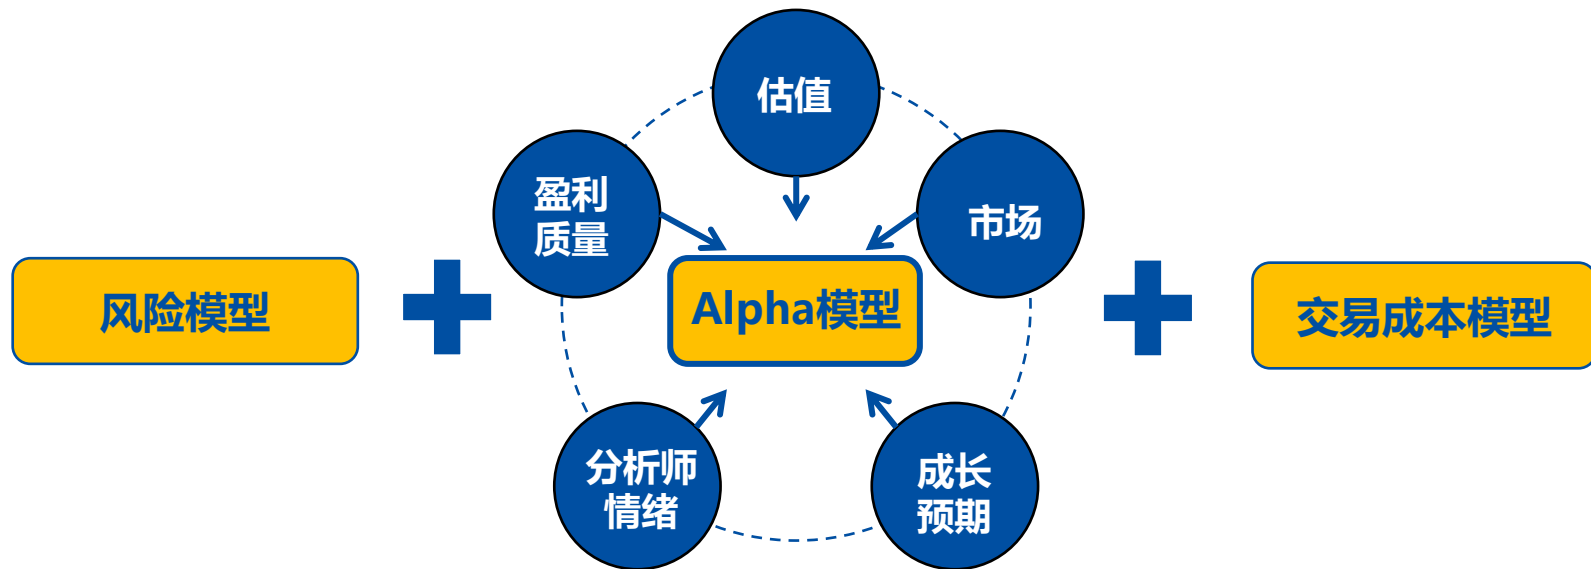 估值
盈利
质量
市场
风险模型
Alpha模型
交易成本模型
分析师
情绪
成长
预期